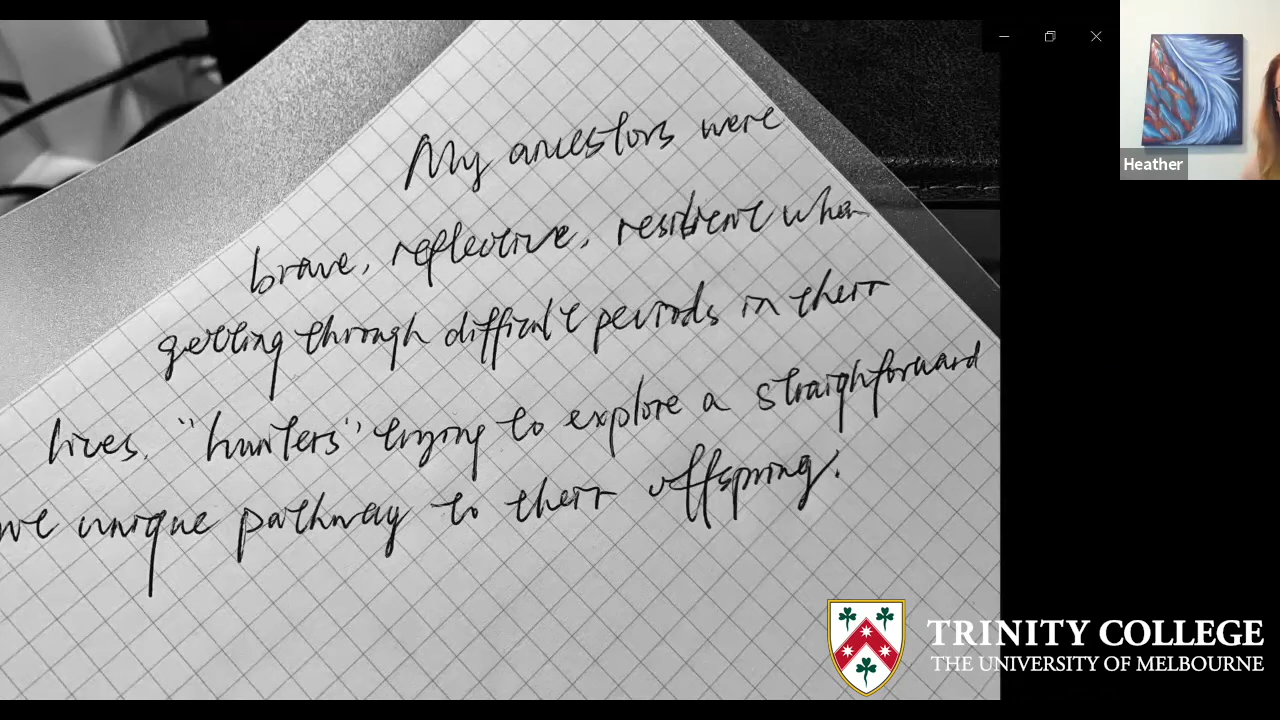 My ancestors were
brave, reflective, resilient when
getting through difficult periods in their
lives. "hunters" trying to explore a straighforward
unique pathway to their offspring.
Heather
TRINITY COLLEGE
THE UNIVERSITY OF MELBOURNE